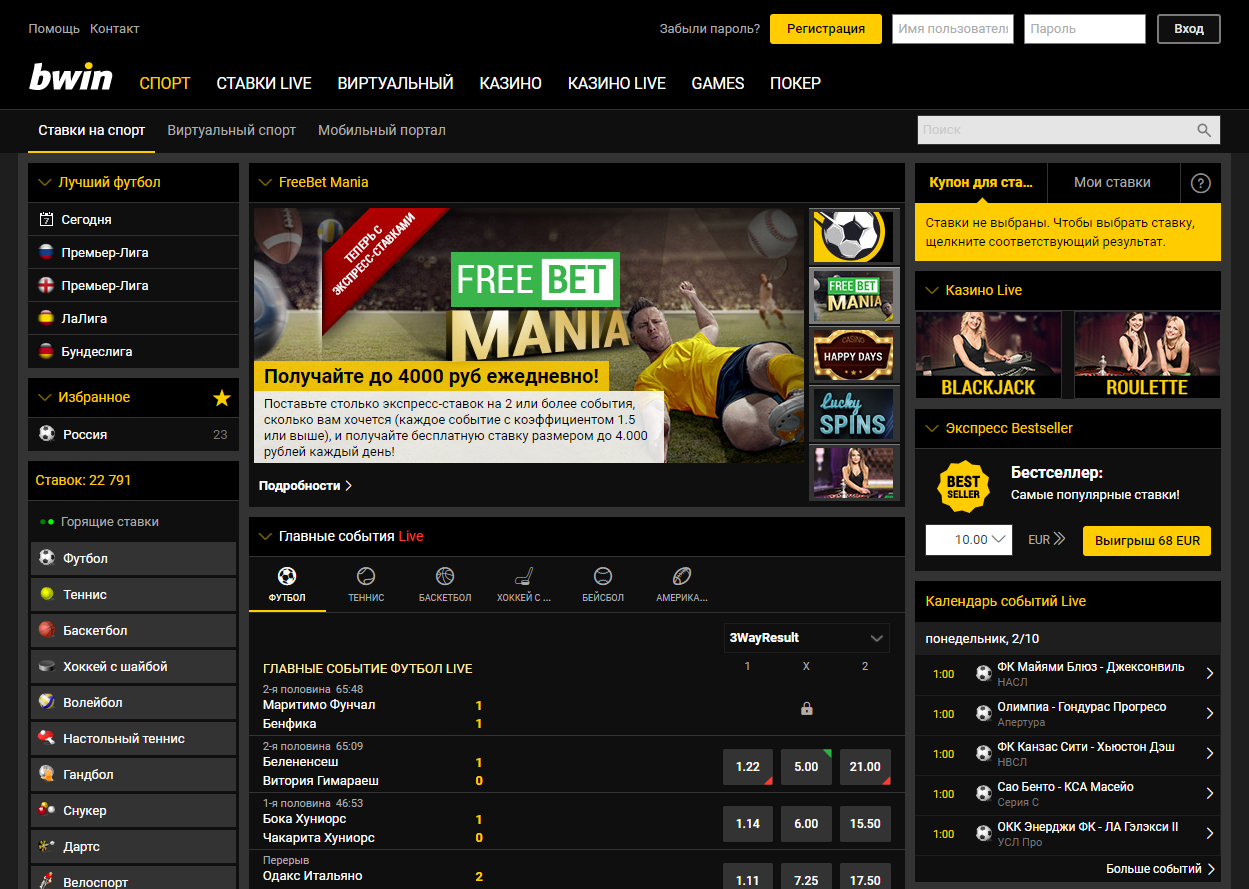 Помощь Контакт
Забыли пароль? Регистрация Имя пользователя Пароль Вход
bwin СПОРТ СТАВКИ LIVE ВИРТУАЛЬНЫЙ КАЗИНО КАЗИНО LIVE GAMES ПОКЕР
Ставки на спорт Виртуальный спорт Мобильный портал Поиск
Лучший футбол
7 Сегодня
Премьер-Лига
Премьер-Лига
ЛаЛига
Бундеслига
Избранное
Россия 23
Ставок: 22 791
Горящие ставки
Футбол
Теннис
Баскетбол
Хоккей с шайбой
Волейбол
Настольный теннис
Гандбол
Снукер
Дартс
Велоспорт
FreeBet Mania
ТЕПЕРЬ С
ЭКСПРЕСС-СТАВКАМИ
FREE BET
MANIA
Получайте до 4000 руб ежедневно!
Поставьте столько экспресс-ставок на 2 или более события,
сколько вам хочется (каждое событие с коэффициентом 1.5
или выше), и получайте бесплатную ставку размером до 4.000
рублей каждый день!
Подробности
FREE BET
MANIA
CASINO
HAPPY DAYS
Lucky
SPINS
Главные события Live
ФУТБОЛ ТЕННИС БАСКЕТБОЛ ХОККЕЙ С ... БЕЙСБОЛ АМЕРИКА...
3WayResult
ГЛАВНЫЕ СОБЫТИЕ ФУТБОЛ LIVE 1 X 2
2-я половина 65:48
Маритимо Фунчал 1
Бенфика 1
2-я половина 65:09
Белененсеш 1
Витория Гимараеш 0
1.22 5.00 21.00
1-я половина 46:53
Бока Хуниорс 1
Чакарита Хуниорс 0
1.14 6.00 15.50
Перерыв
Одакс Итальяно 2
1.11 7.25 17.50
Купон для ста... Мои ставки ?
Ставки не выбраны. Чтобы выбрать ставку,
щелкните соответствующий результат.
Казино Live
BLACKJACK ROULETTE
Экспресс Bestseller
BEST
SELLER
Бестселлер:
Самые популярные ставки!
10.00 EUR Выигрыш 68 EUR
Календарь событий Live
понедельник, 2/10
1:00 ФК Майями Блюз - Джексонвиль
НАСЛ
1:00 Олимпиа - Гондурас Прогресо
Апертура
1:00 ФК Канзас Сити - Хьюстон Дэш
НВСЛ
1:00 Сао Бенто - КСА Масейо
Серия C
1:00 ОКК Энерджи ФК - ЛА Гэлэкси II
УСЛ Про
Больше событий